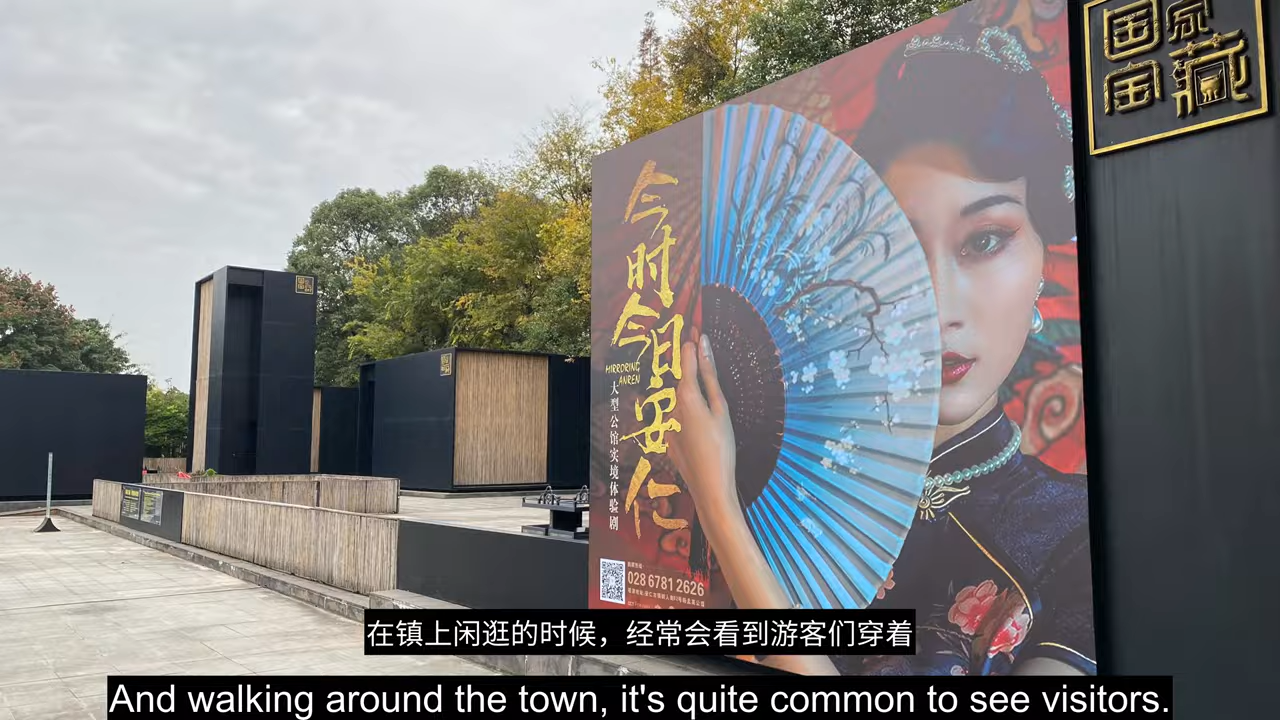 国家
宝藏
今时今日安仁
MIRRORING
ANREN
大型公馆实境体验剧
028 6781 2626
在镇上闲逛的时候，经常会看到游客们穿着
And walking around the town, it's quite common to see visitors.